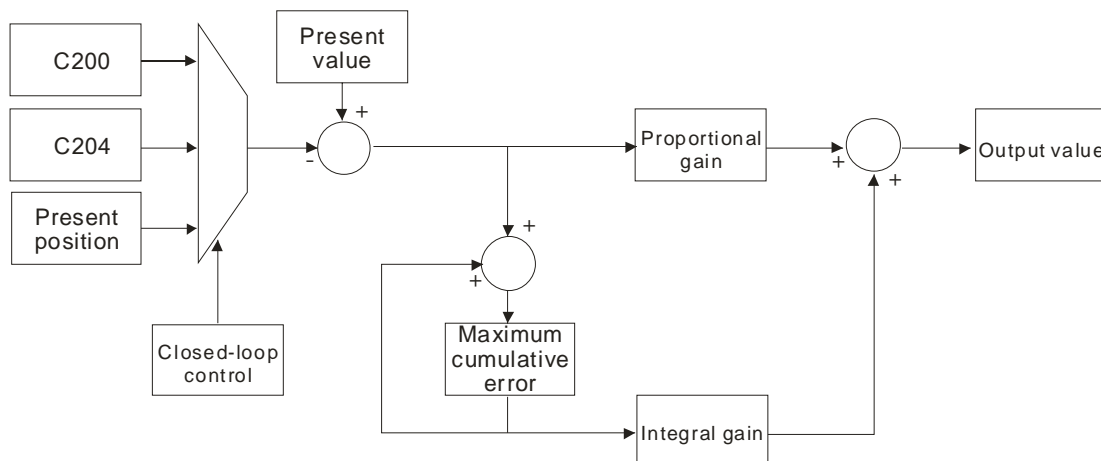 C200
C204
Present
position
Closed-loop
control
Present
value
+
-
+
+
Maximum
cumulative
error
Proportional
gain
Integral gain
+
+
Output value